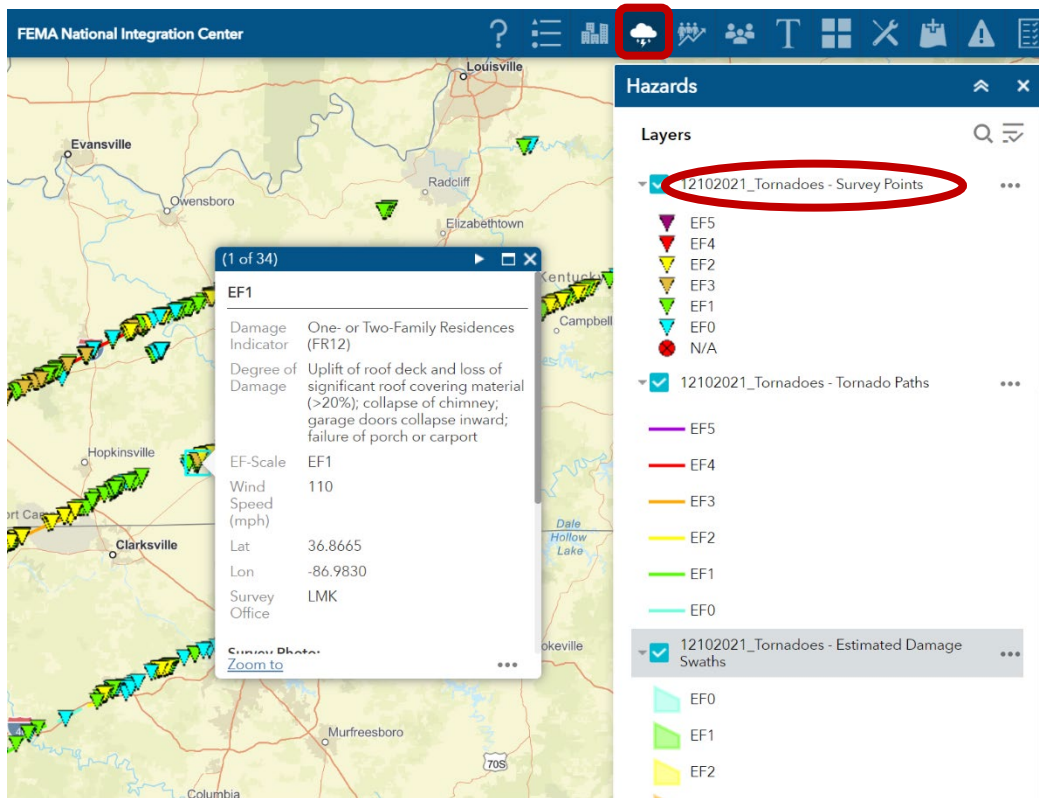 FEMA National Integration Center
?
T
Hazards
Layers
12102021_Tornadoes - Survey Points
EF5
EF4
EF2
EF3
EF1
EF0
N/A
12102021_Tornadoes - Tornado Paths
EF5
EF4
EF3
EF2
EF1
EF0
12102021_Tornadoes - Estimated Damage
Swaths
EF0
EF1
EF2
Louisville
Evansville
Owensboro
Radcliff
Elizabethtown
Kentucky
Campbell
Hopkinsville
Clarksville
Dale
Hollow
Lake
okeville
Murfreesboro
70S
Columbia
(1 of 34)
EF1
Damage Indicator
One- or Two-Family Residences
(FR12)
Degree of Damage
Uplift of roof deck and loss of
significant roof covering material
(>20%); collapse of chimney;
garage doors collapse inward;
failure of porch or carport
EF-Scale EF1
Wind Speed (mph) 110
Lat 36.8665
Lon -86.9830
Survey Office LMK
Survey Photo:
Zoom to